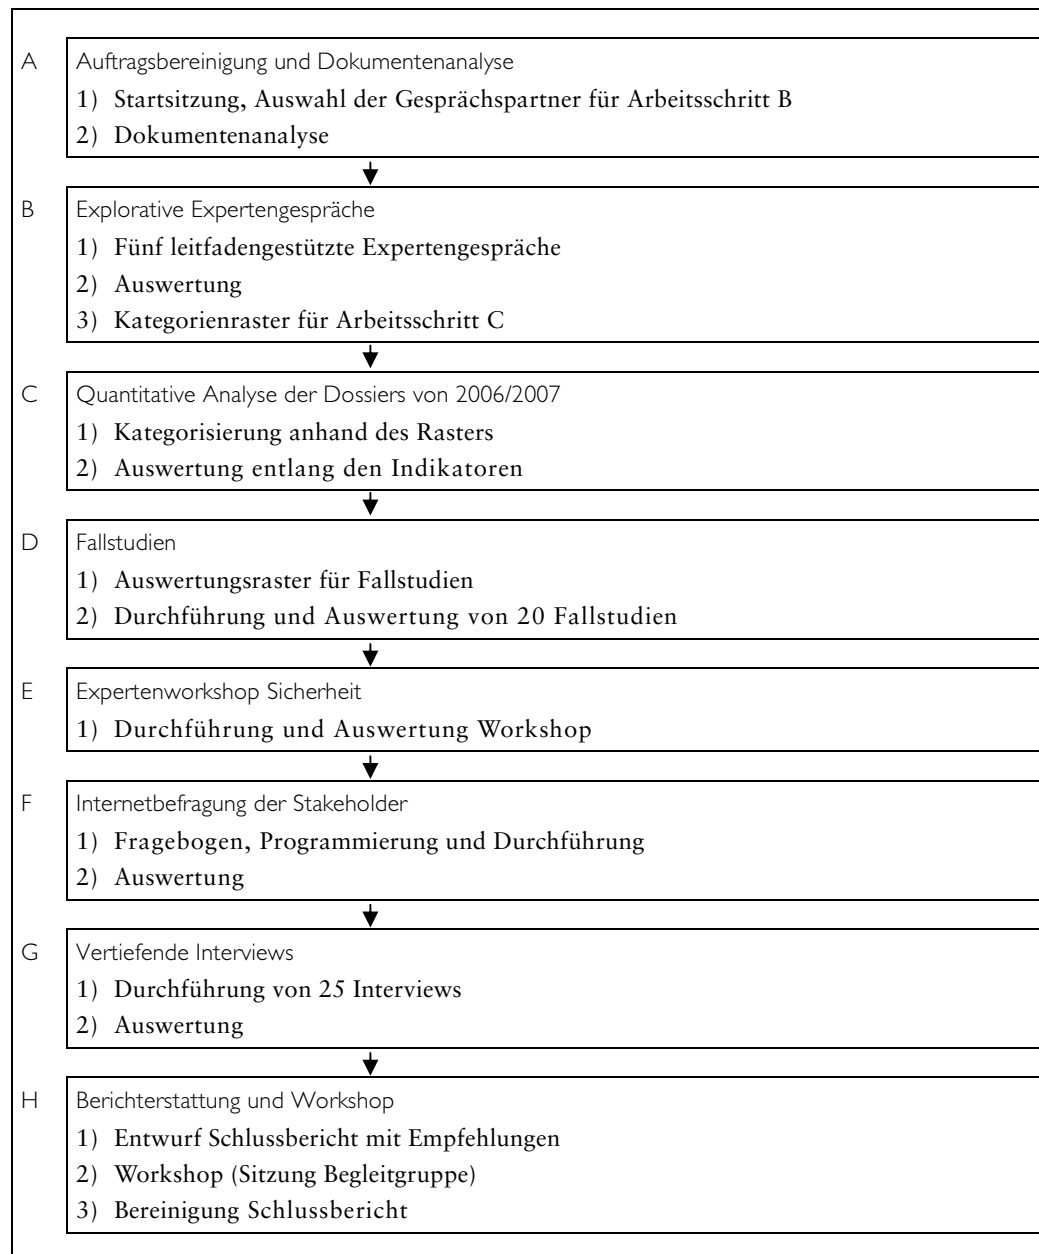 A Auftragsbereinigung und Dokumentenanalyse
1) Startsitzung, Auswahl der Gesprächspartner für Arbeitsschritt B
2) Dokumentenanalyse
B Explorative Expertengespräche
1) Fünf leitfadengestützte Expertengespräche
2) Auswertung
3) Kategorienraster für Arbeitsschritt C
C Quantitative Analyse der Dossiers von 2006/2007
1) Kategorisierung anhand des Rasters
2) Auswertung entlang den Indikatoren
D Fallstudien
1) Auswertungsraster für Fallstudien
2) Durchführung und Auswertung von 20 Fallstudien
E Expertenworkshop Sicherheit
1) Durchführung und Auswertung Workshop
F Internetbefragung der Stakeholder
1) Fragebogen, Programmierung und Durchführung
2) Auswertung
G Vertiefende Interviews
1) Durchführung von 25 Interviews
2) Auswertung
H Berichterstattung und Workshop
1) Entwurf Schlussbericht mit Empfehlungen
2) Workshop (Sitzung Begleitgruppe)
3) Bereinigung Schlussbericht